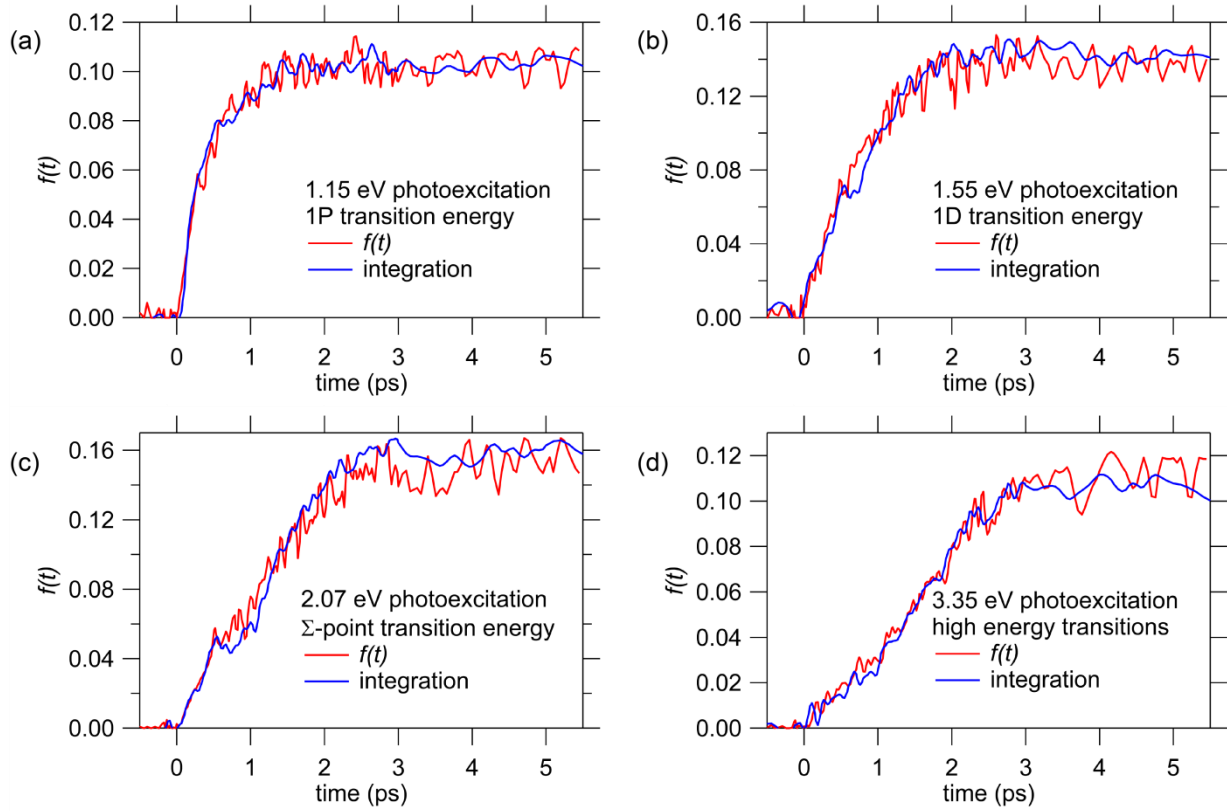 (a)
0.12
0.10
0.08
0.06
0.04
0.02
0.00
f(t)
1.15 eV photoexcitation
1P transition energy
f(t)
integration
0 1 2 3 4 5
time (ps)
(b)
0.16
0.12
0.08
0.04
0.00
f(t)
1.55 eV photoexcitation
1D transition energy
f(t)
integration
0 1 2 3 4 5
time (ps)
(c)
0.16
0.12
0.08
0.04
0.00
f(t)
2.07 eV photoexcitation
Σ-point transition energy
f(t)
integration
0 1 2 3 4 5
time (ps)
(d)
0.12
0.10
0.08
0.06
0.04
0.02
0.00
f(t)
3.35 eV photoexcitation
high energy transitions
f(t)
integration
0 1 2 3 4 5
time (ps)